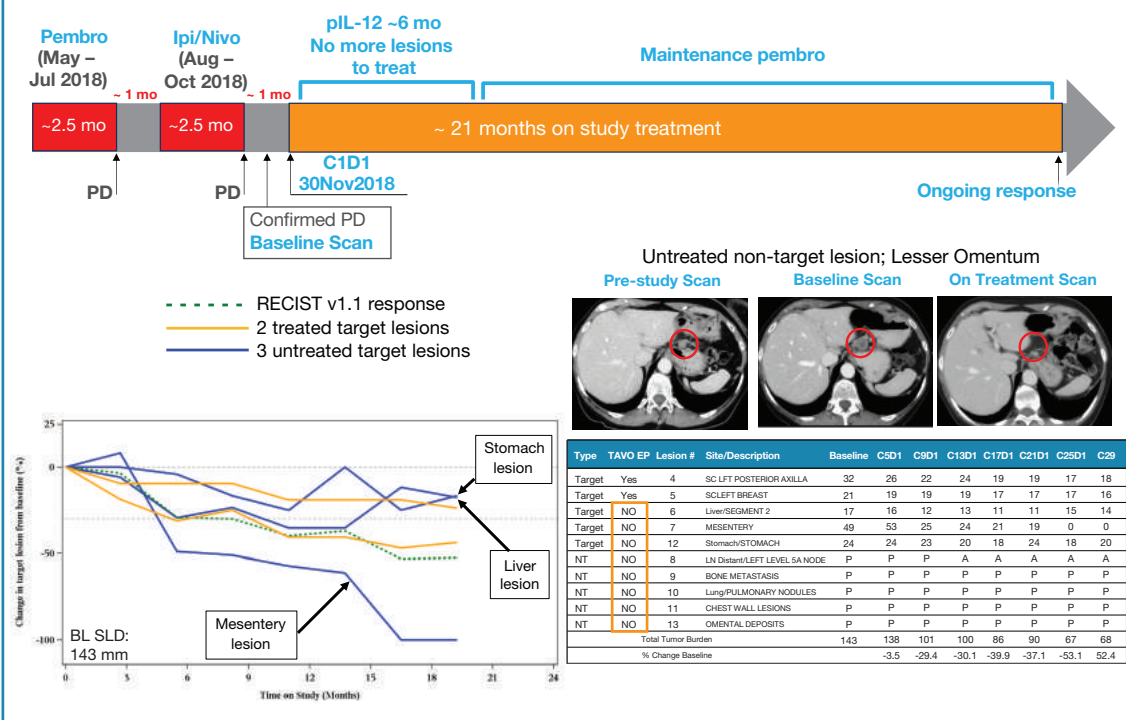 Pembro
(May –
Jul 2018)
~ 1 mo
Ipi/Nivo
(Aug –
Oct 2018)
~ 1 mo
pIL-12 ~6 mo
No more lesions
to treat
Maintenance pembro
~2.5 mo
~2.5 mo
~ 21 months on study treatment
PD
PD
C1D1
30Nov2018
Confirmed PD
Baseline Scan
Ongoing response
Untreated non-target lesion; Lesser Omentum
Pre-study Scan Baseline Scan On Treatment Scan
RECIST v1.1 response
2 treated target lesions
3 untreated target lesions
Change in target lesion from baseline (%)
25
0
-50
-100
Stomach
lesion
Liver
lesion
Mesentery
lesion
BL SLD:
143 mm
0 3 6 9 12 15 18 21 24
Time on Study (Months)
Type TAVO EP Lesion # Site/Description Baseline C5D1 C9D1 C13D1 C17D1 C21D1 C25D1 C29
Target Yes 4 SC LFT POSTERIOR AXILLA 32 26 22 24 19 19 17 18
Target Yes 5 SCLEFT BREAST 21 19 19 19 17 17 17 16
Target NO 6 Liver/SEGMENT 2 17 16 12 13 11 11 15 14
Target NO 7 MESENTERY 49 53 25 24 21 19 0 0
Target NO 12 Stomach/STOMACH 24 24 23 20 18 24 18 20
NT NO 8 LN Distant/LEFT LEVEL 5A NODE P P P A A A A A
NT NO 9 BONE METASTASIS P P P P P P P P
NT NO 10 Lung/PULMONARY NODULES P P P P P P P P
NT NO 11 CHEST WALL LESIONS P P P P P P P P
NT NO 13 OMENTAL DEPOSITS P P P P P P P P
Total Tumor Burden 143 138 101 100 86 90 67 68
% Change Baseline -3.5 -29.4 -30.1 -39.9 -37.1 -53.1 52.4